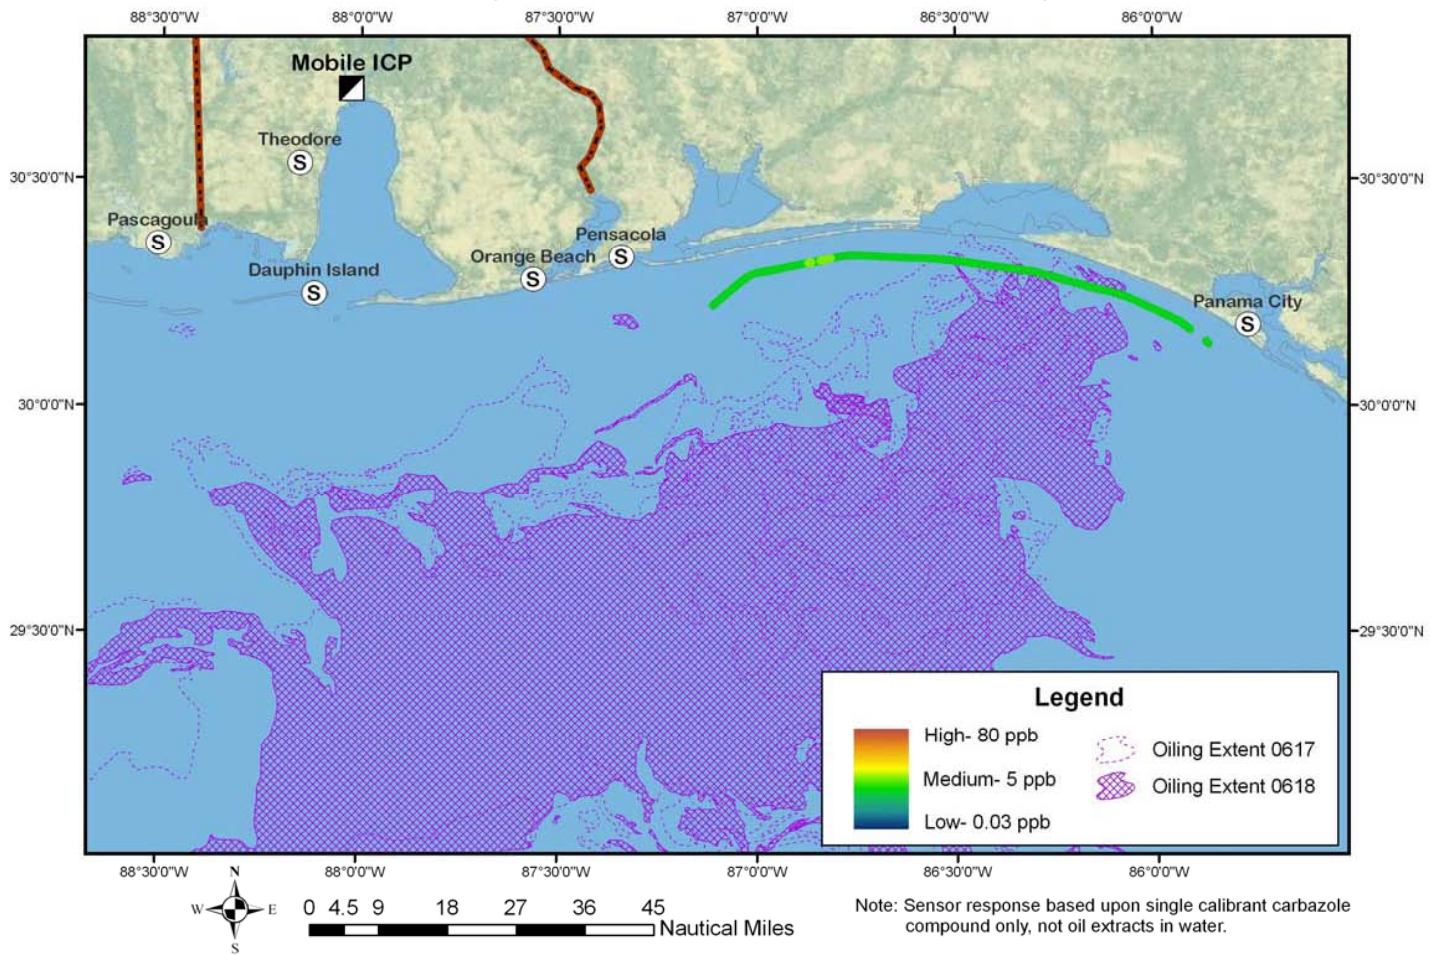 88°30'0"W 88°0'0"W 87°30'0"W 87°0'0"W 86°30'0"W 86°0'0"W
Mobile ICP
Theodore
S
30°30'0"N
30°30'0"N
Pascagoula
S
Pensacola
S
Orange Beach
S
Dauphin Island
S
Panama City
S
30°0'0"N
30°0'0"N
29°30'0"N
29°30'0"N
Legend
High- 80 ppb
Medium- 5 ppb
Low- 0.03 ppb
Oiling Extent 0617
Oiling Extent 0618
88°30'0"W 88°0'0"W 87°30'0"W 87°0'0"W 86°30'0"W 86°0'0"W
N
W E
S
0 4.5 9 18 27 36 45
Nautical Miles
Note: Sensor response based upon single calibrant carbazole
compound only, not oil extracts in water.